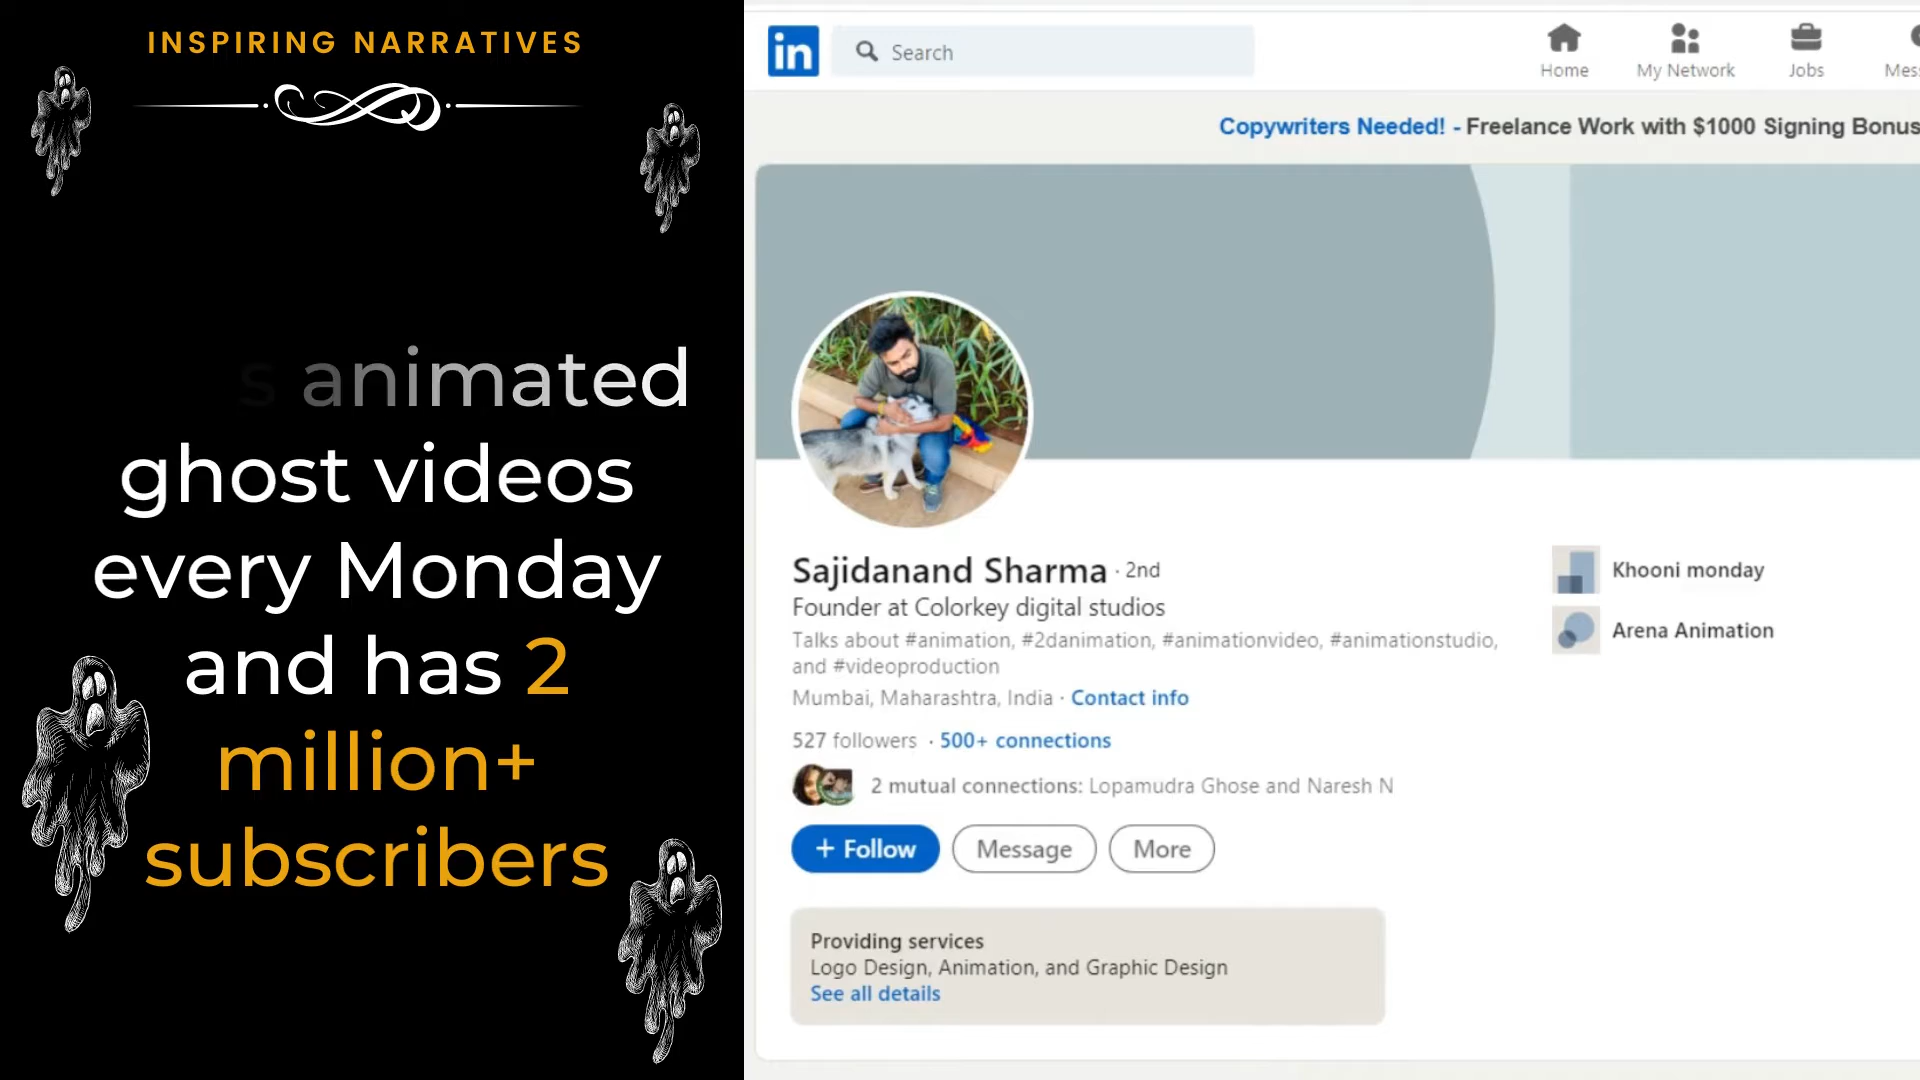 INSPIRING NARRATIVES
s animated
ghost videos
every Monday
and has 2
million+
subscribers
in
Search
Home
My Network
Jobs
Copywriters Needed! - Freelance Work with $1000 Signing Bonus
Sajidanand Sharma · 2nd
Founder at Colorkey digital studios
Talks about #animation, #2danimation, #animationvideo, #animationstudio,
and #videoproduction
Mumbai, Maharashtra, India · Contact info
527 followers · 500+ connections
2 mutual connections: Lopamudra Ghose and Naresh N
+ Follow
Message
More
Khooni monday
Arena Animation
Providing services
Logo Design, Animation, and Graphic Design
See all details